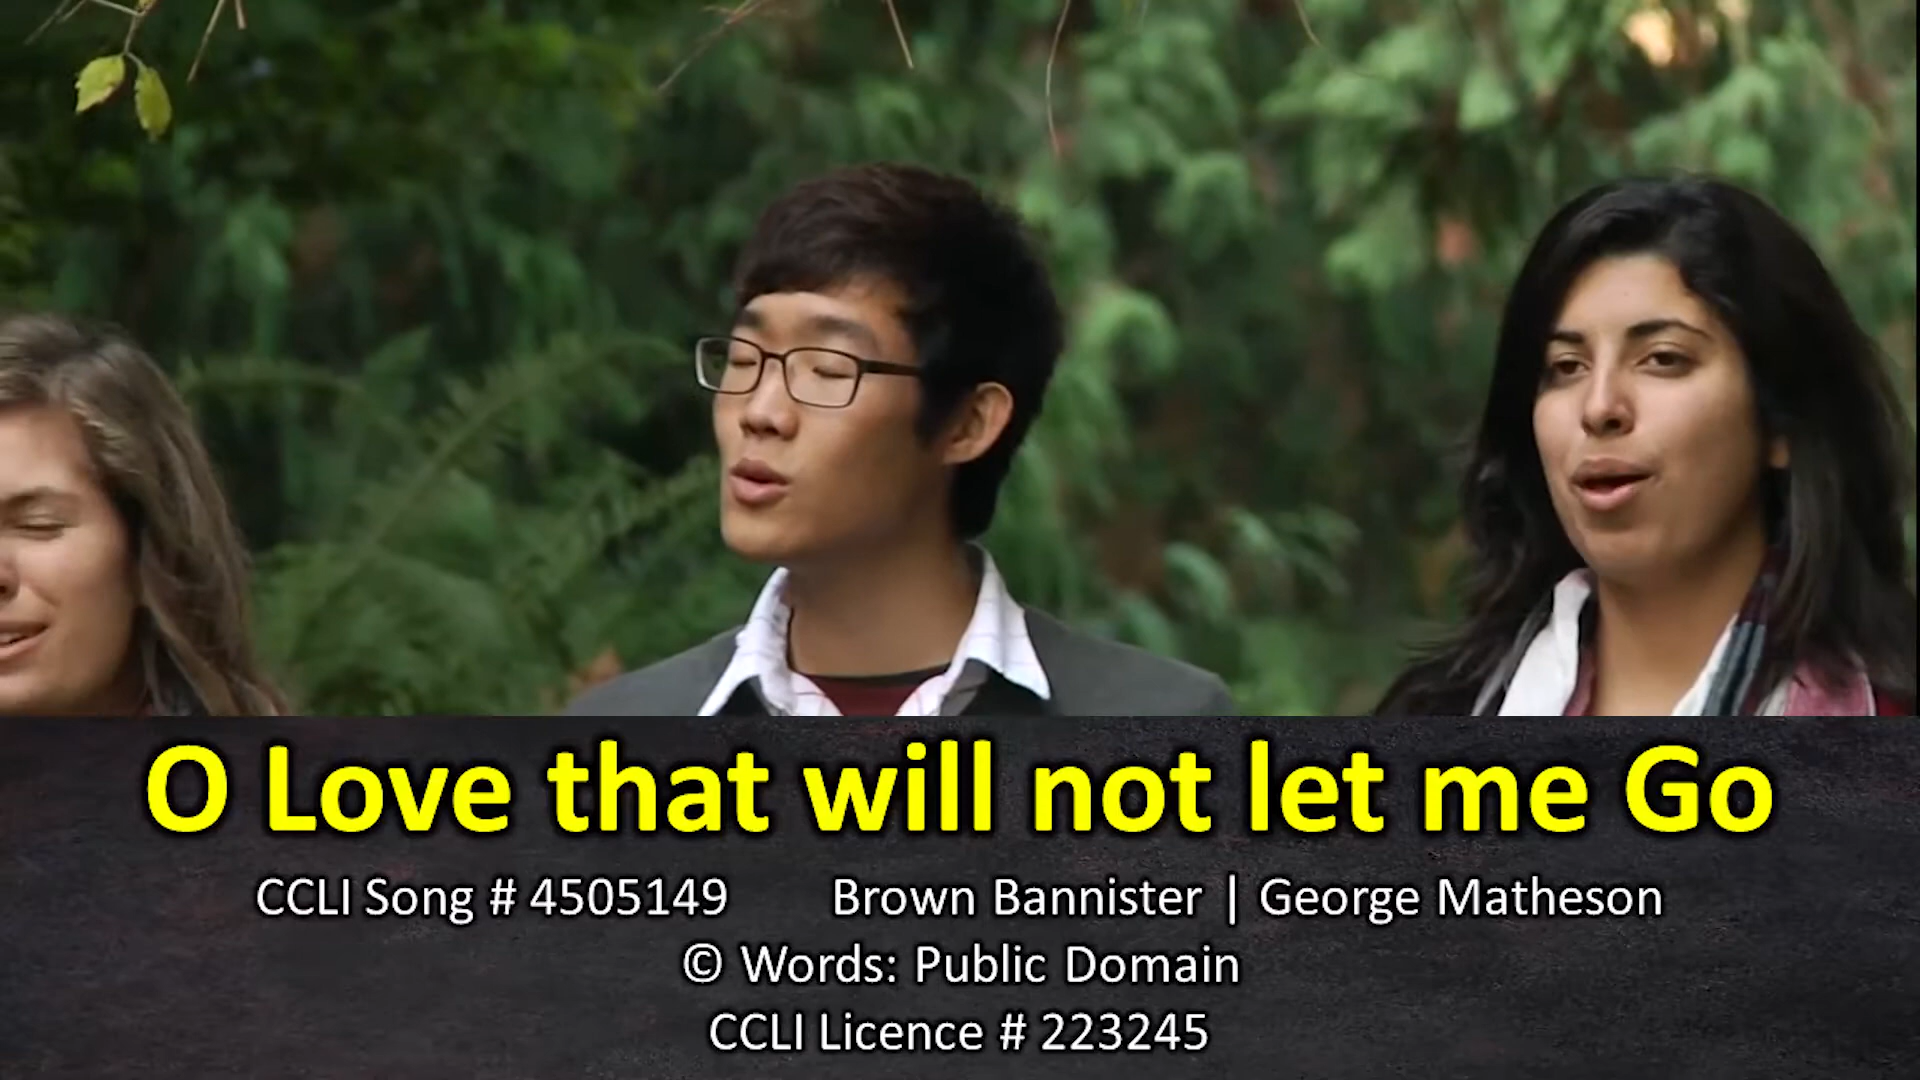 O Love that will not let me Go
CCLI Song # 4505149 Brown Bannister | George Matheson
© Words: Public Domain
CCLI Licence # 223245